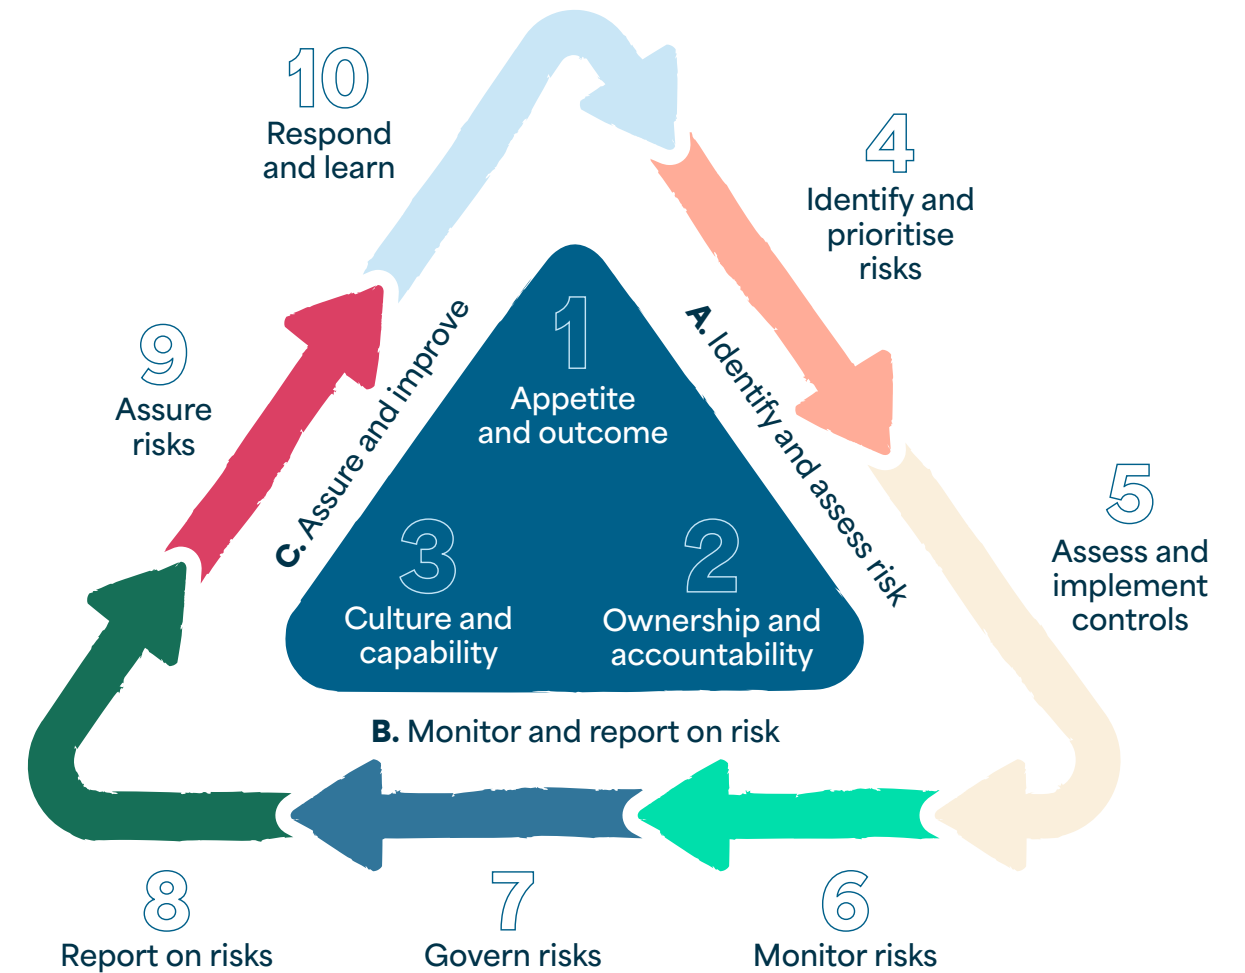 10
Respond
and learn
4
Identify and
prioritise
risks
9
Assure
risks
C. Assure and improve
1
Appetite
and outcome
A. Identify and assess risk
5
Assess and
implement
controls
3
Culture and
capability
2
Ownership and
accountability
B. Monitor and report on risk
8
Report on risks
7
Govern risks
6
Monitor risks